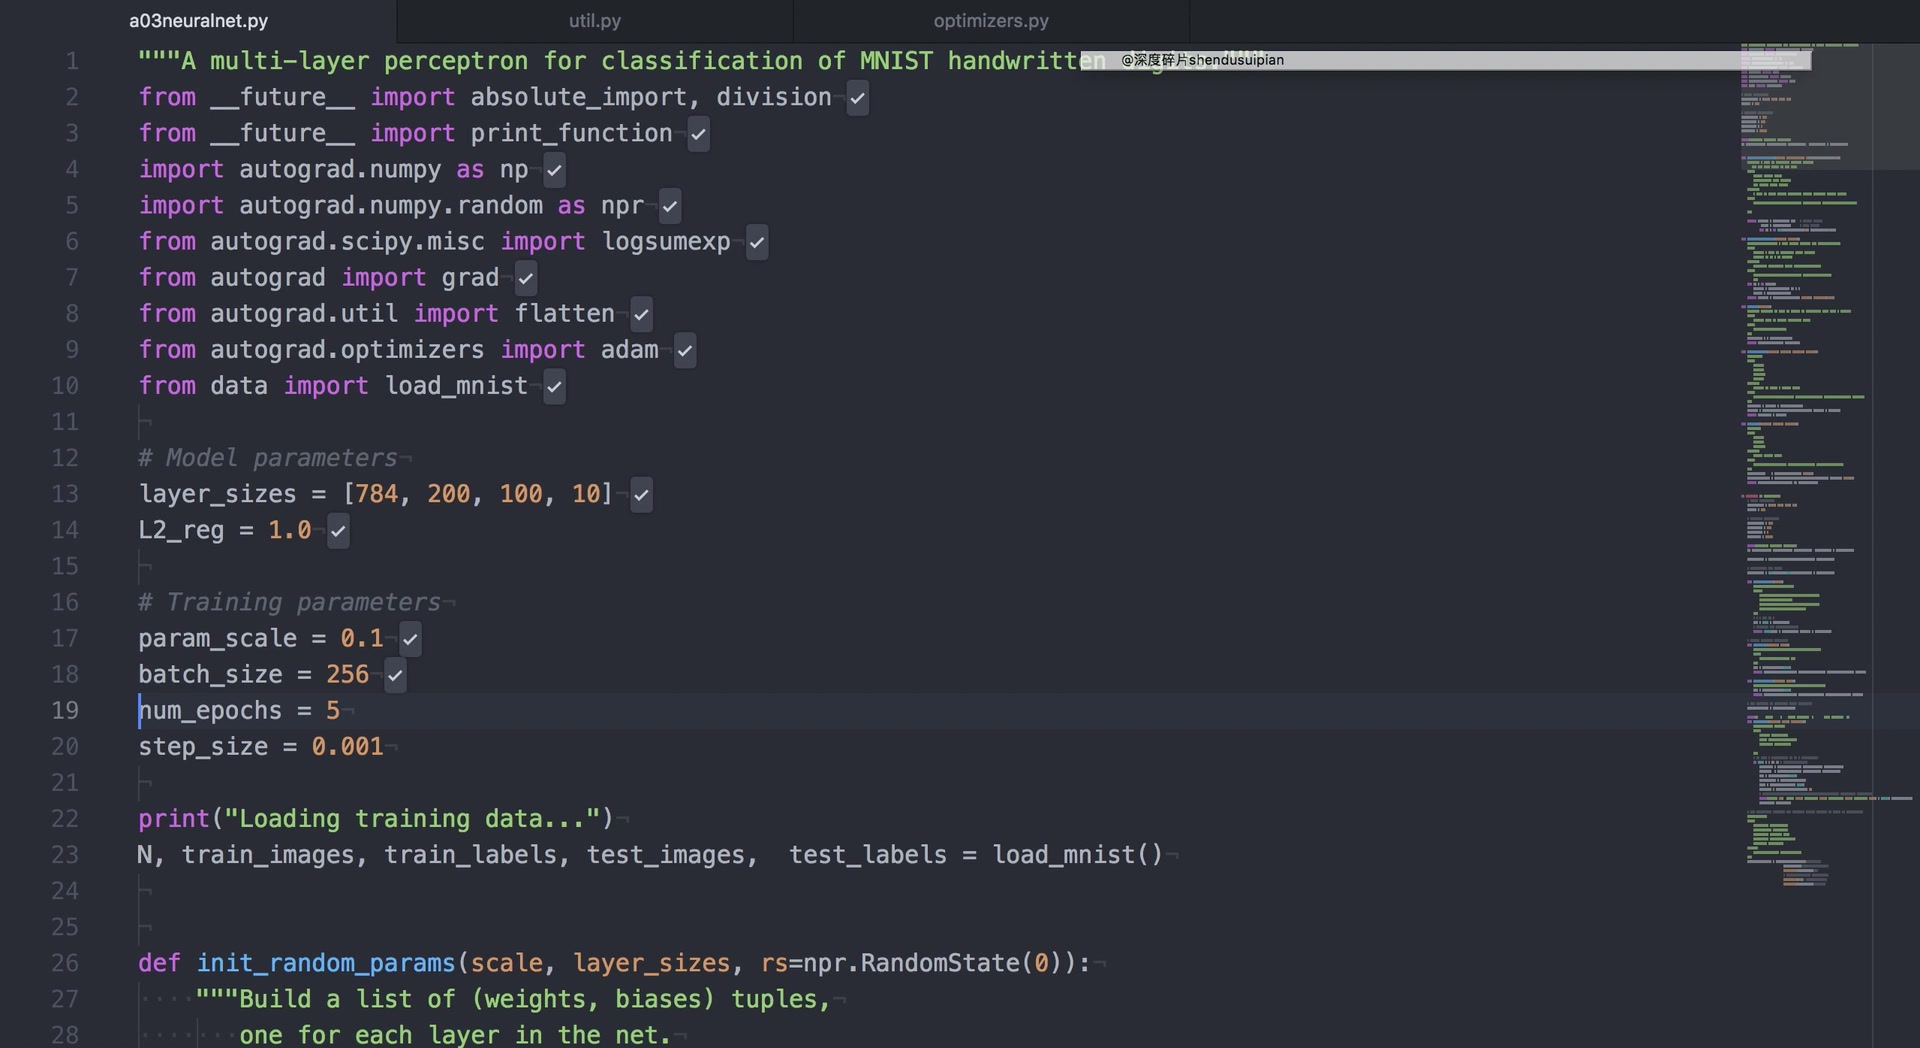 a03neuralnet.py util.py optimizers.py
1 """A multi-layer perceptron for classification of MNIST handwritten
@深度碎片shendusuipian
2 from __future__ import absolute_import, division
3 from __future__ import print_function
4 import autograd.numpy as np
5 import autograd.numpy.random as npr
6 from autograd.scipy.misc import logsumexp
7 from autograd import grad
8 from autograd.util import flatten
9 from autograd.optimizers import adam
10 from data import load_mnist
11
12 # Model parameters
13 layer_sizes = [784, 200, 100, 10]
14 L2_reg = 1.0
15
16 # Training parameters
17 param_scale = 0.1
18 batch_size = 256
19 num_epochs = 5
20 step_size = 0.001
21
22 print("Loading training data...")
23 N, train_images, train_labels, test_images,  test_labels = load_mnist()
24
25
26 def init_random_params(scale, layer_sizes, rs=npr.RandomState(0)):
27 """Build a list of (weights, biases) tuples,
28 one for each layer in the net.